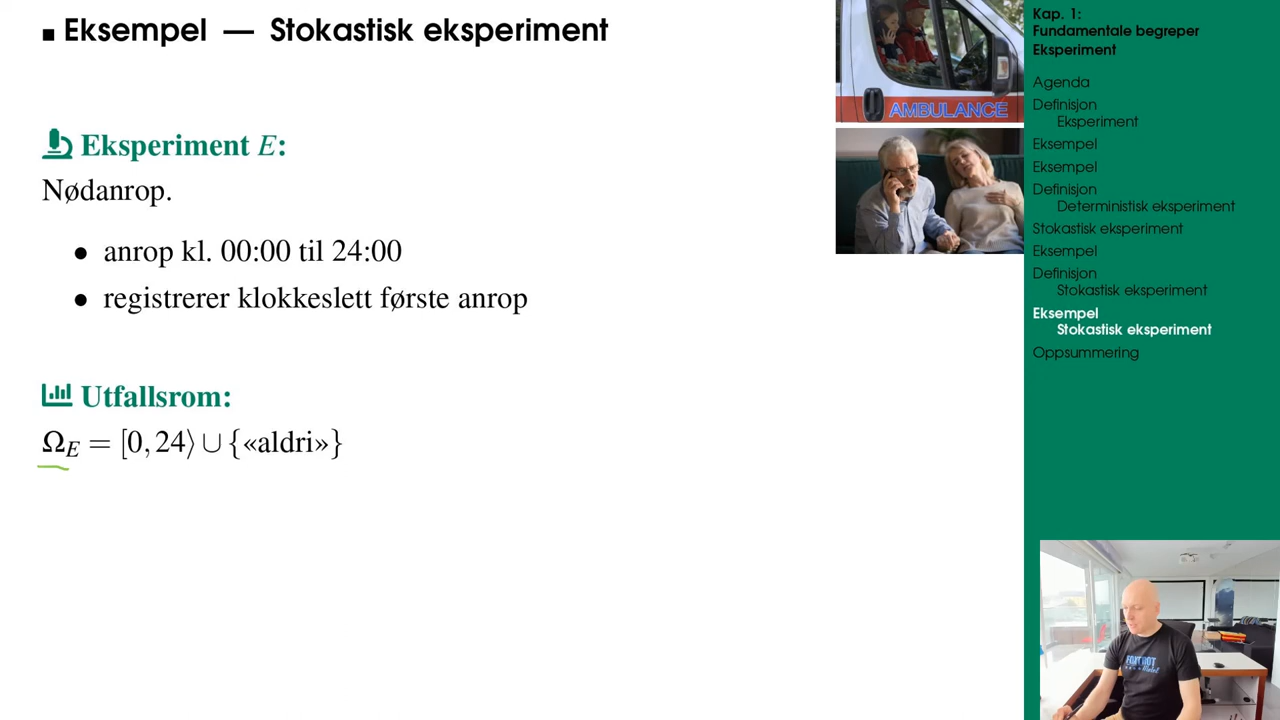 Eksempel — Stokastisk eksperiment
Eksperiment E:
Nødanrop.
• anrop kl. 00:00 til 24:00
• registrerer klokkeslett første anrop
Utfallsrom:
Ω_E = [0, 24⟩ ∪ {«aldri»}
AMBULANCE
Kap. 1:
Fundamentale begreper
Eksperiment
Agenda
Definisjon
Eksperiment
Eksempel
Eksempel
Definisjon
Deterministisk eksperiment
Stokastisk eksperiment
Eksempel
Definisjon
Stokastisk eksperiment
Eksempel
Stokastisk eksperiment
Oppsummering